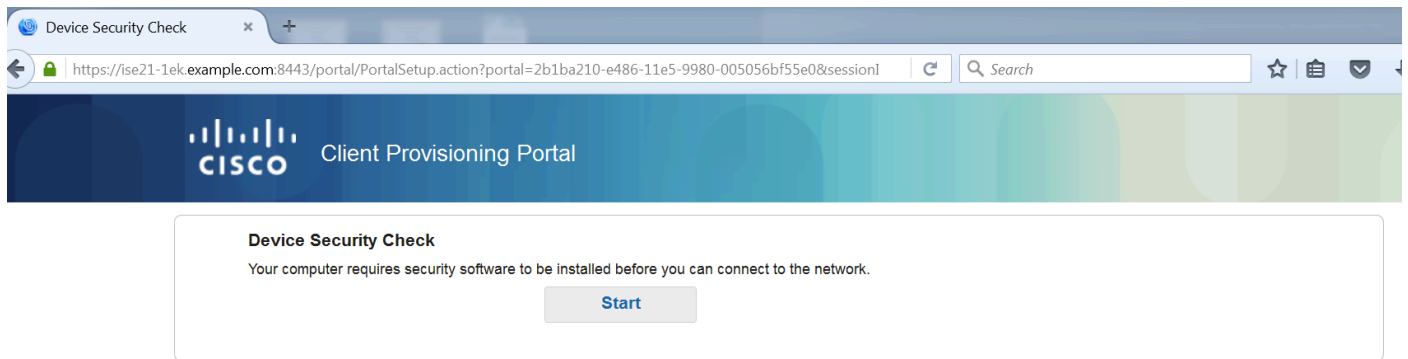 Device Security Check
https://ise21-1ek.example.com:8443/portal/PortalSetup.action?portal=2b1ba210-e486-11e5-9980-005056bf55e0&sessionI
Search
CISCO
Client Provisioning Portal
Device Security Check
Your computer requires security software to be installed before you can connect to the network.
Start